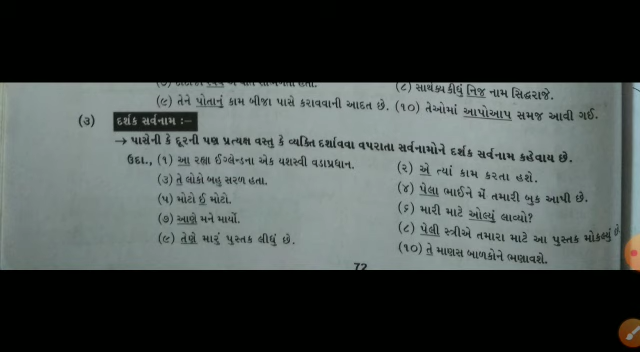 (૮) સાર્થક્ય કીધું નિજ નામ સિદ્ધરાજે.
(૯) તેને પોતાનું કામ બીજા પાસે કરાવવાની આદત છે. (૧૦) તેઓમાં આપોઆપ સમજ આવી ગઈ.
(૩) દર્શક સર્વનામ :–
→ પાસેની કે દૂરની પણ પ્રત્યક્ષ વસ્તુ કે વ્યક્તિ દર્શાવવા વપરાતા સર્વનામોને દર્શક સર્વનામ કહેવાય છે.
ઉદા., (૧) આ રહ્યા ઈંગ્લેન્ડના એક યશસ્વી વડાપ્રધાન. (૨) એ ત્યાં કામ કરતા હશે.
(૩) તે લોકો બહુ સરળ હતા. (૪) પેલા ભાઈને મેં તમારી બુક આપી છે.
(૫) મોટો ઈ મોટો. (૬) મારી માટે ઓલ્યું લાવ્યો?
(૭) આણે મને માર્યો. (૮) પેલી સ્ત્રીએ તમારા માટે આ પુસ્તક મોકલ્યું છે.
(૯) તેણે મારું પુસ્તક લીધું છે. (૧૦) તે માણસ બાળકોને ભણાવશે.
72